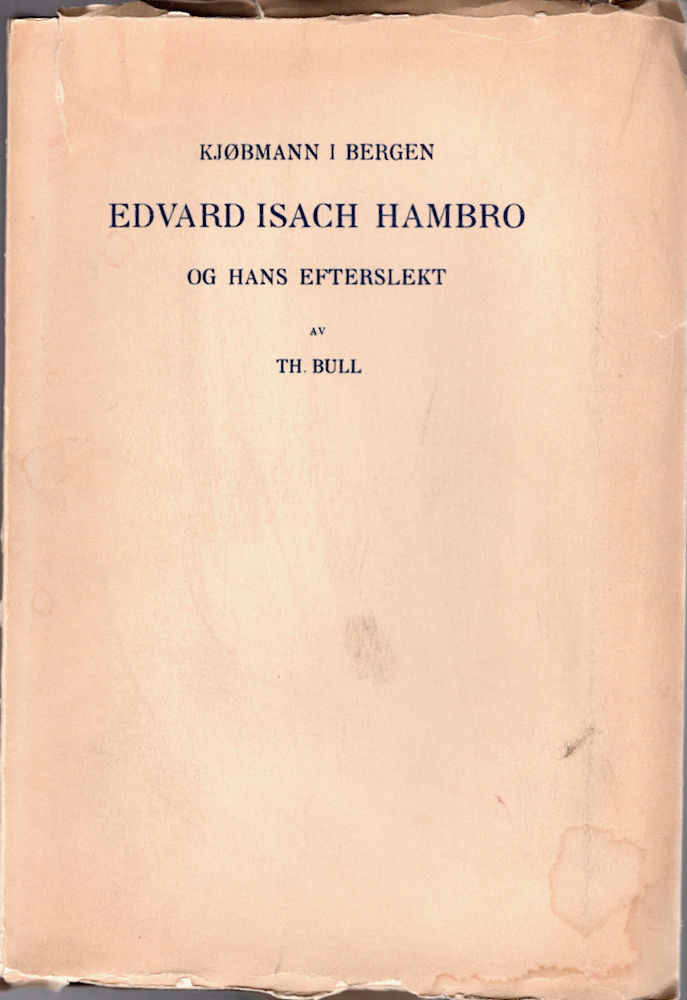 KJØBMANN I BERGEN
EDVARD ISACH HAMBRO
OG HANS EFTERSLEKT
AV
TH. BULL